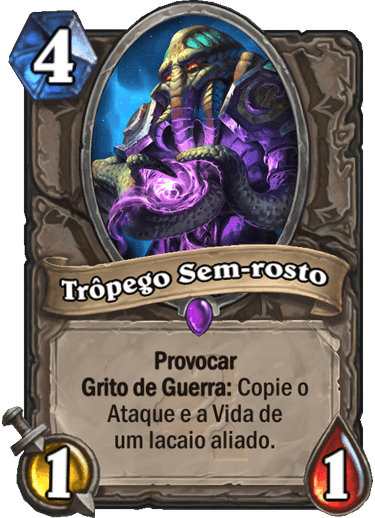 4
Trôpego Sem-rosto
Provocar
Grito de Guerra: Copie o
Ataque e a Vida de
um lacaio aliado.
1
1